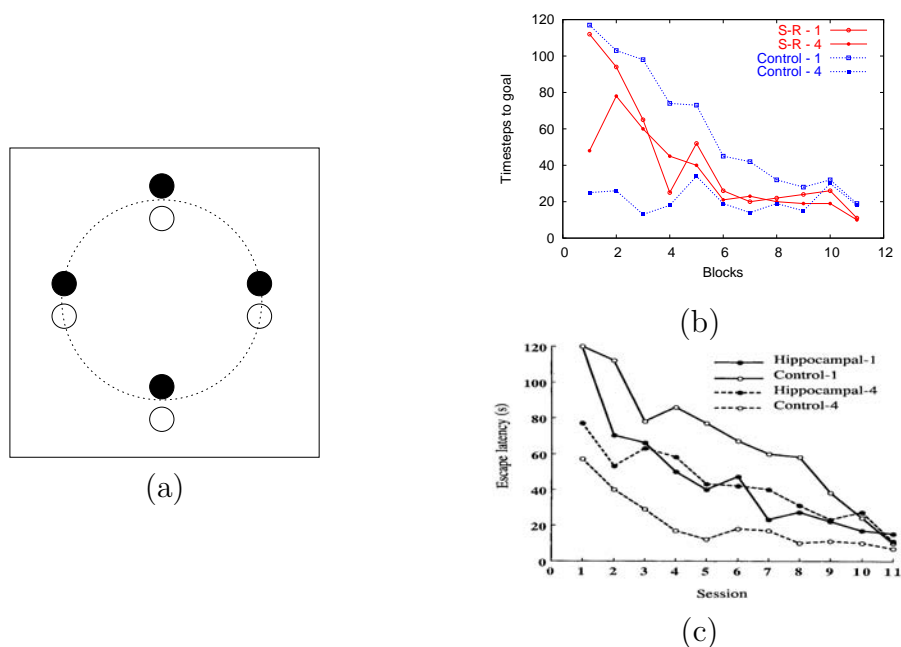 (a)
120
100
80
60
40
20
0
Timesteps to goal
S-R - 1
S-R - 4
Control - 1
Control - 4
0 2 4 6 8 10 12
Blocks
(b)
120
100
80
60
40
20
0
Escape latency (s)
Hippocampal-1
Control-1
Hippocampal-4
Control-4
0 1 2 3 4 5 6 7 8 9 10 11
Session
(c)